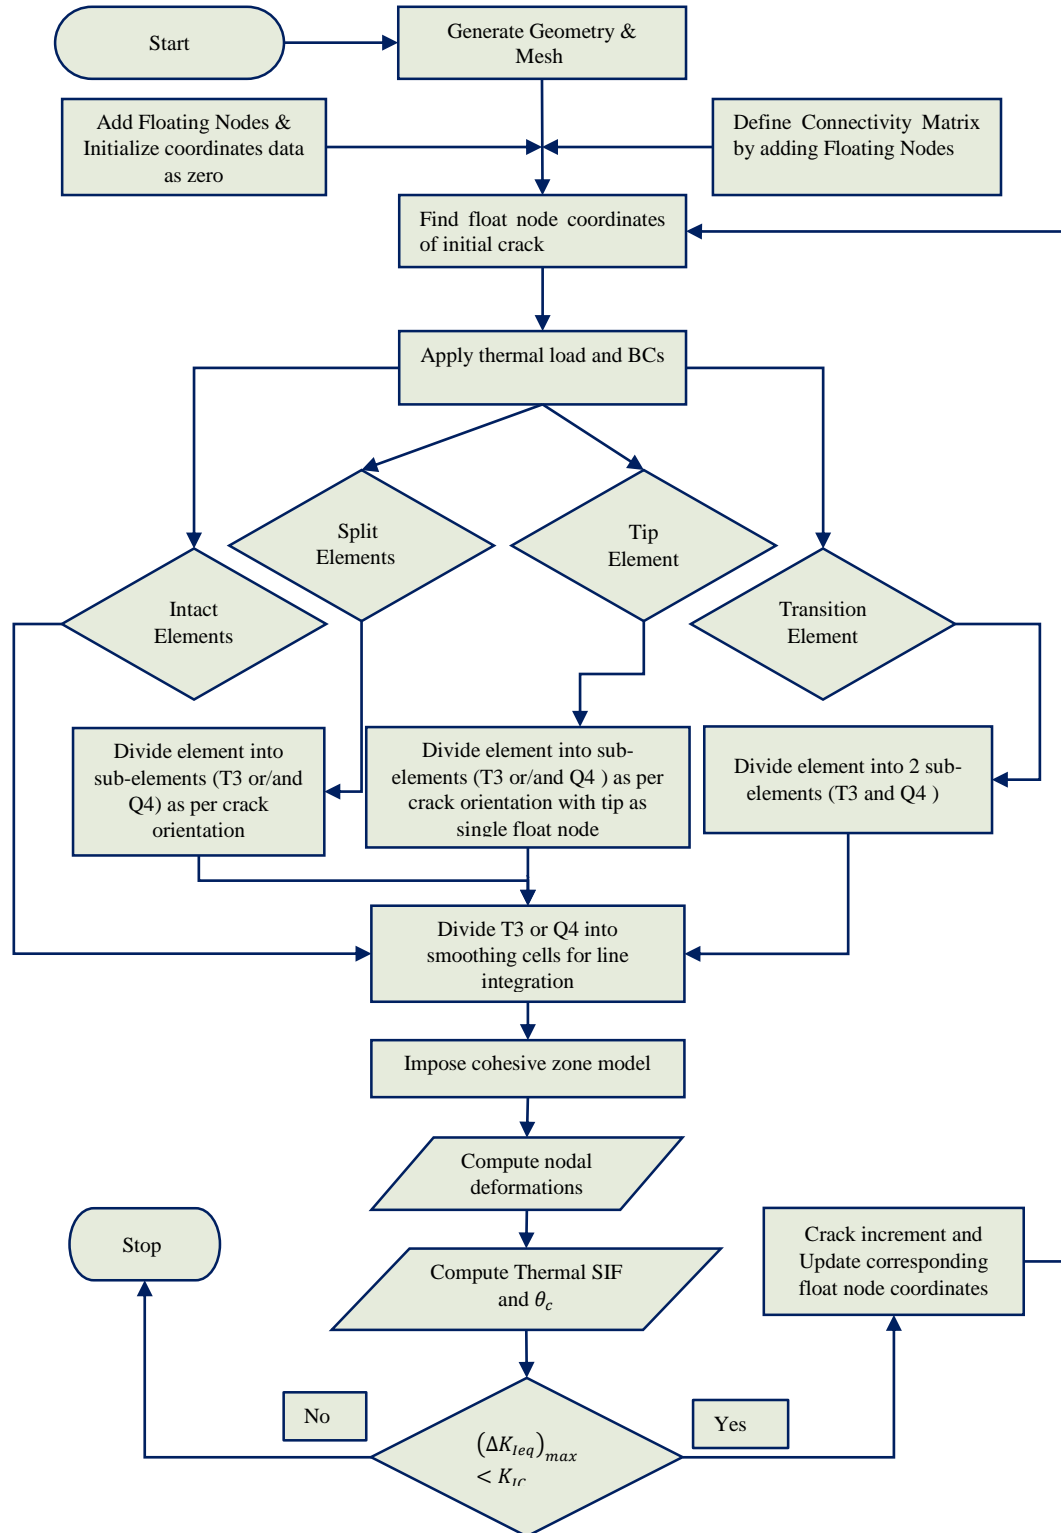 Start
Generate Geometry &
Mesh
Add Floating Nodes &
Initialize coordinates data
as zero
Define Connectivity Matrix
by adding Floating Nodes
Find float node coordinates
of initial crack
Apply thermal load and BCs
Split
Elements
Tip
Element
Intact
Elements
Transition
Element
Divide element into
sub-elements (T3 or/and
Q4) as per crack
orientation
Divide element into sub-
elements (T3 or/and Q4 ) as per
crack orientation with tip as
single float node
Divide element into 2 sub-
elements (T3 and Q4 )
Divide T3 or Q4 into
smoothing cells for line
integration
Impose cohesive zone model
Compute nodal
deformations
Stop
Compute Thermal SIF
and θ_c
Crack increment and
Update corresponding
float node coordinates
No
Yes
(ΔK_{Ieq})_{max}
< K_{IC}